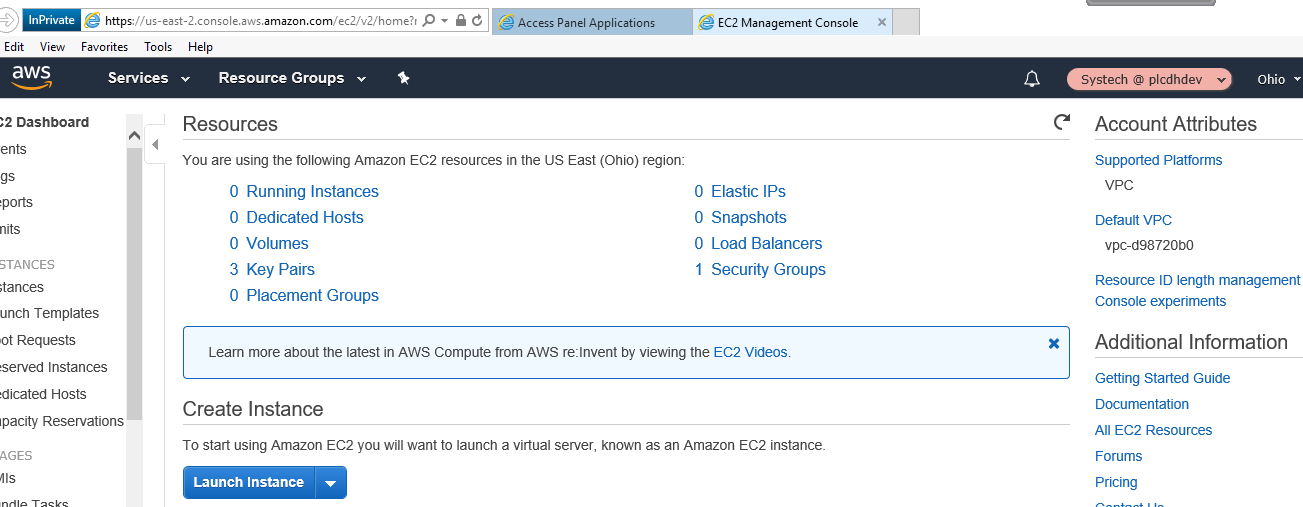 InPrivate https://us-east-2.console.aws.amazon.com/ec2/v2/home?r Access Panel Applications EC2 Management Console
Edit View Favorites Tools Help
aws Services Resource Groups Systech @ plcdhdev Ohio
C2 Dashboard
ents
gs
ports
mits
STANCES
stances
unch Templates
ot Requests
served Instances
edicated Hosts
apacity Reservations
AGES
MIs
ndle Tasks
Resources
You are using the following Amazon EC2 resources in the US East (Ohio) region:
0 Running Instances
0 Dedicated Hosts
0 Volumes
3 Key Pairs
0 Placement Groups
0 Elastic IPs
0 Snapshots
0 Load Balancers
1 Security Groups
Learn more about the latest in AWS Compute from AWS re:Invent by viewing the EC2 Videos.
Create Instance
To start using Amazon EC2 you will want to launch a virtual server, known as an Amazon EC2 instance.
Launch Instance
Account Attributes
Supported Platforms
VPC
Default VPC
vpc-d98720b0
Resource ID length management
Console experiments
Additional Information
Getting Started Guide
Documentation
All EC2 Resources
Forums
Pricing
Contact Us